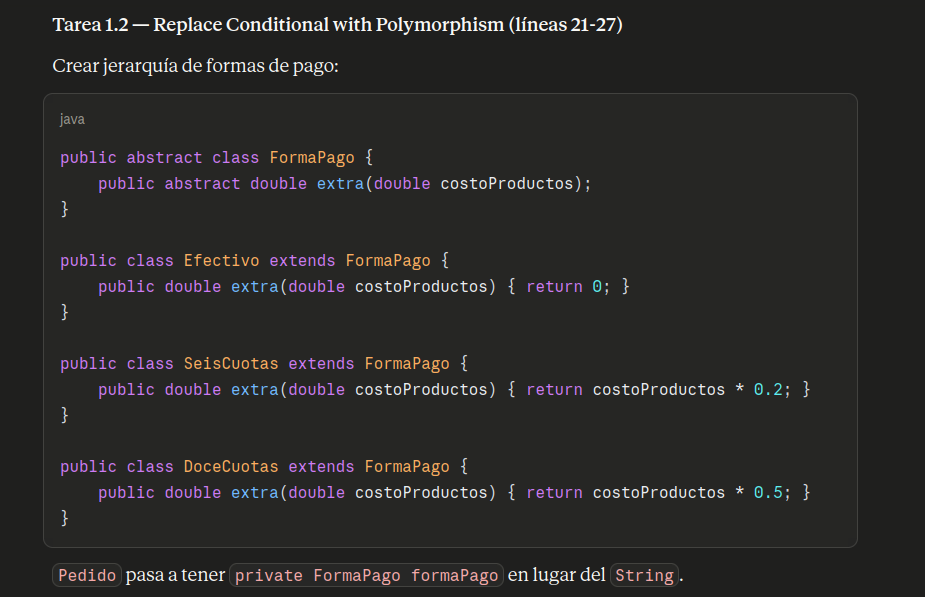 Tarea 1.2 — Replace Conditional with Polymorphism (líneas 21-27)
Crear jerarquía de formas de pago:
java
public abstract class FormaPago {
    public abstract double extra(double costoProductos);
}
public class Efectivo extends FormaPago {
    public double extra(double costoProductos) { return 0; }
}
public class SeisCuotas extends FormaPago {
    public double extra(double costoProductos) { return costoProductos * 0.2; }
}
public class DoceCuotas extends FormaPago {
    public double extra(double costoProductos) { return costoProductos * 0.5; }
}
Pedido pasa a tener private FormaPago formaPago en lugar del String.